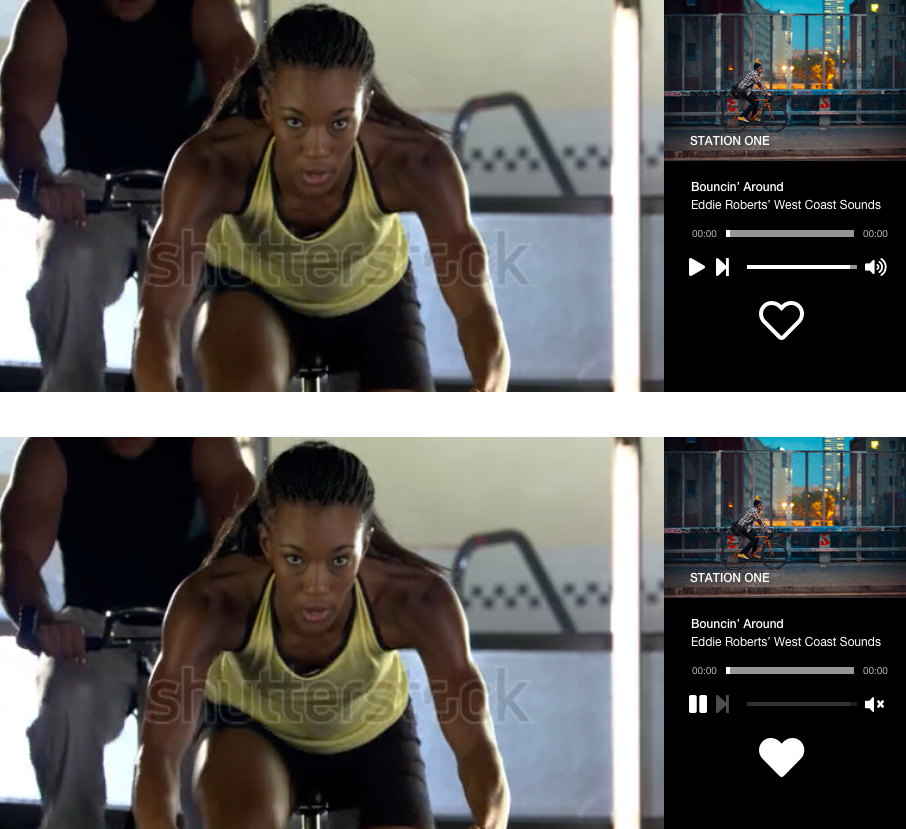 shutterstock
STATION ONE
Bouncin’ Around
Eddie Roberts’ West Coast Sounds
00:00 00:00
shutterstock
STATION ONE
Bouncin’ Around
Eddie Roberts’ West Coast Sounds
00:00 00:00